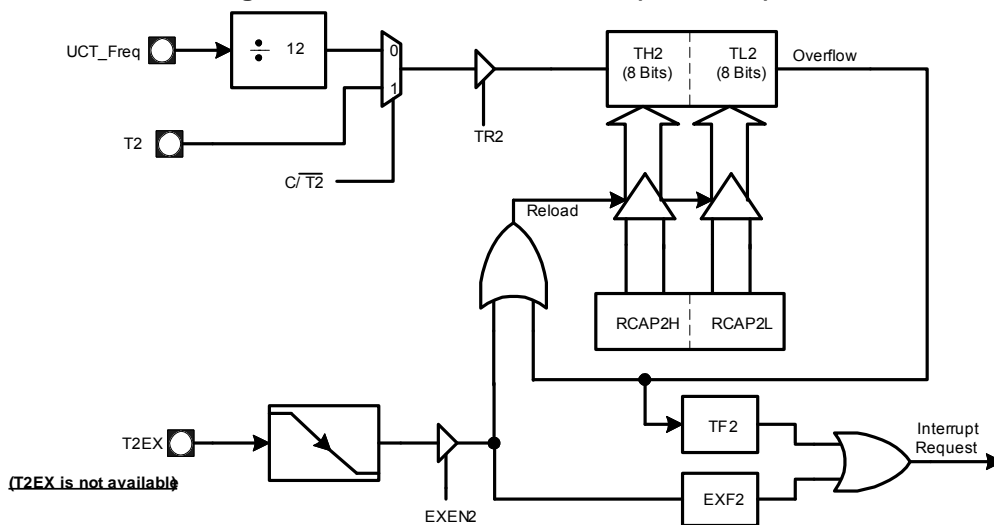 UCT_Freq
÷ 12
0
1
T2
C/T2
TR2
TH2
(8 Bits)
TL2
(8 Bits)
Overflow
Reload
RCAP2H
RCAP2L
T2EX
(T2EX is not available
EXEN2
TF2
EXF2
Interrupt
Request